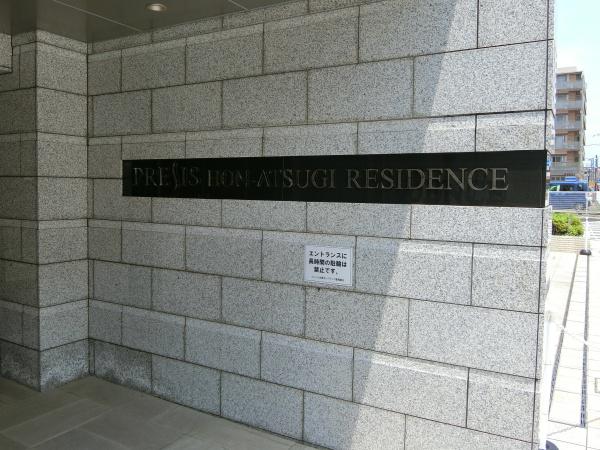 PRESIS HON-ATSUGI RESIDENCE
エントランスに
長時間の駐輪は
禁止です。